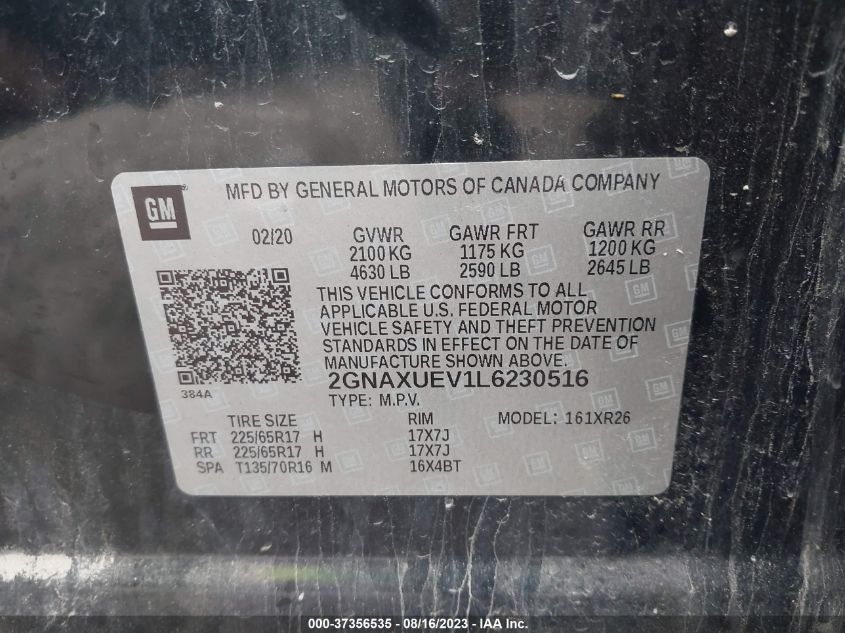 MFD BY GENERAL MOTORS OF CANADA COMPANY
GM
02/20 GVWR GAWR FRT GAWR RR
2100 KG 1175 KG 1200 KG
4630 LB 2590 LB 2645 LB
THIS VEHICLE CONFORMS TO ALL
APPLICABLE U.S. FEDERAL MOTOR
VEHICLE SAFETY AND THEFT PREVENTION
STANDARDS IN EFFECT ON THE DATE OF
MANUFACTURE SHOWN ABOVE.
384A
2GNAXUEV1L6230516
TYPE: M.P.V.
TIRE SIZE RIM MODEL: 161XR26
FRT 225/65R17 H 17X7J
RR 225/65R17 H 17X7J
SPA T135/70R16 M 16X4BT
000-37356535 - 08/16/2023 - IAA Inc.